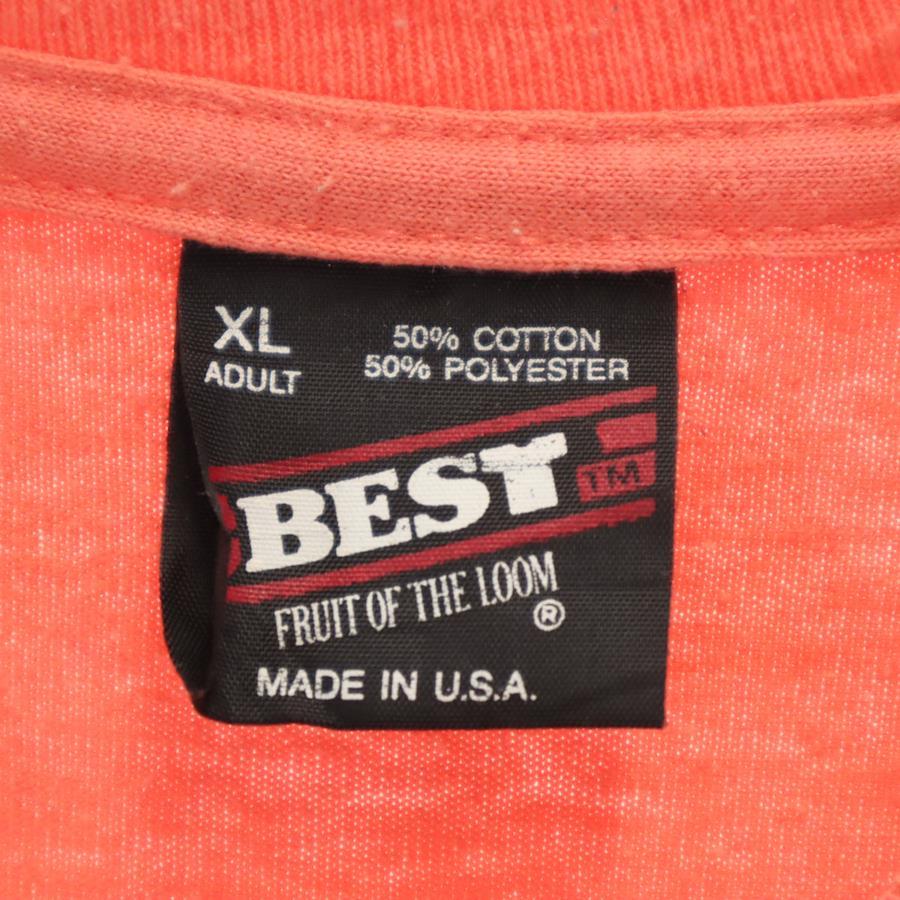 XL
ADULT
50% COTTON
50% POLYESTER
BEST
TM
FRUIT OF THE LOOM
®
MADE IN U.S.A.